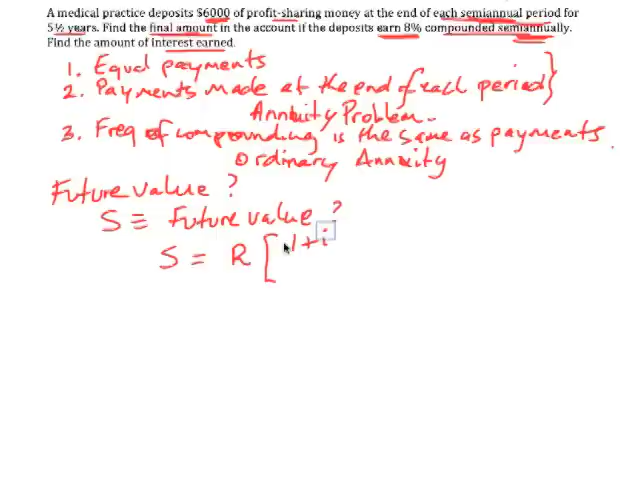 A medical practice deposits $6000 of profit-sharing money at the end of each semiannual period for
5½ years. Find the final amount in the account if the deposits earn 8% compounded semiannually.
Find the amount of interest earned.
1. Equal payments
2. Payments made at the end of each period}
Annuity Problem.
3. Freq of compounding is the same as payments.
Ordinary Annuity
Future value ?
S ≡ Future value ?
S = R [ 1+i